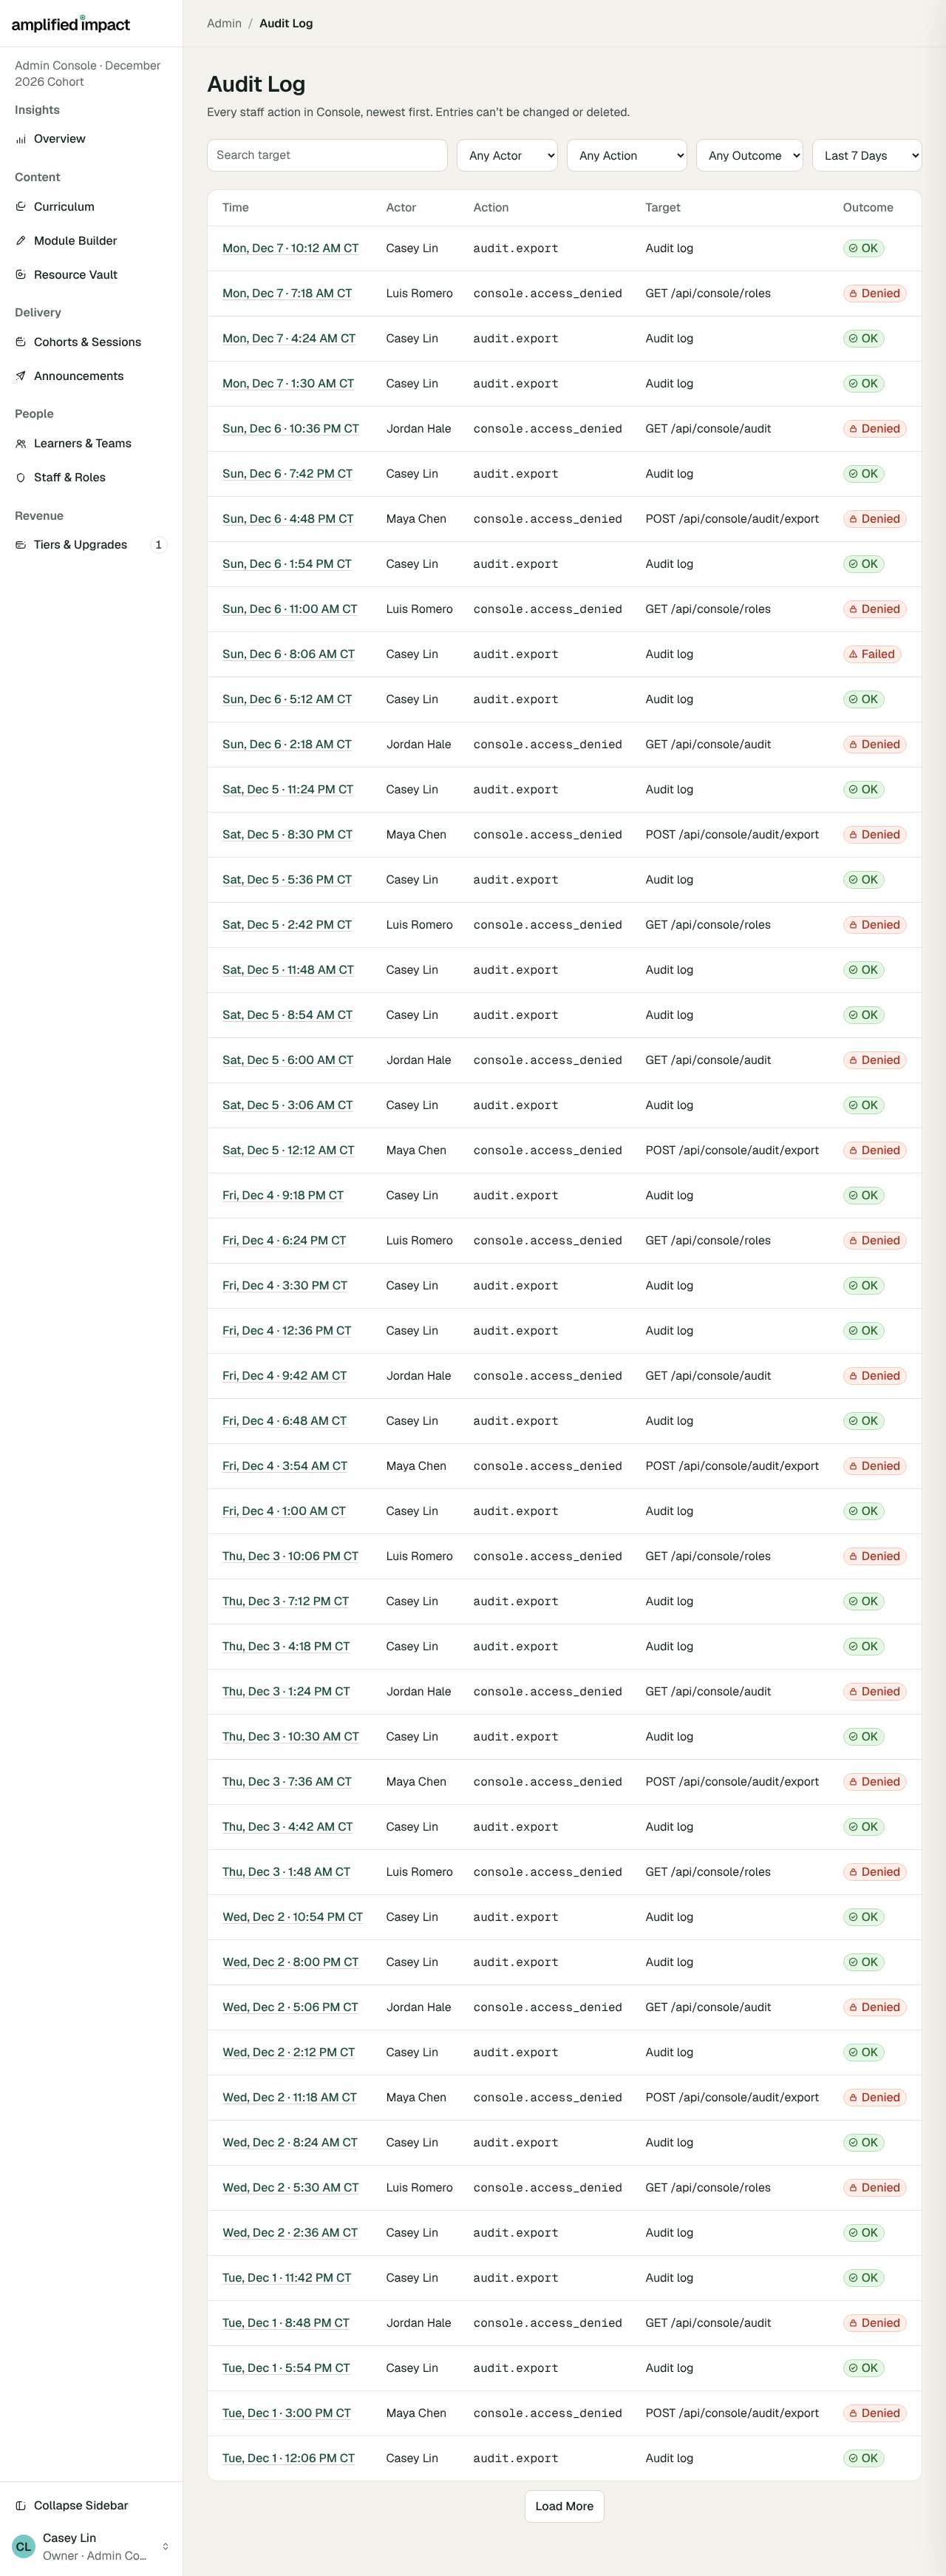 amplified impact
Admin Console · December
2026 Cohort
Insights
Overview
Content
Curriculum
Module Builder
Resource Vault
Delivery
Cohorts & Sessions
Announcements
People
Learners & Teams
Staff & Roles
Revenue
Tiers & Upgrades 1
Collapse Sidebar
CL Casey Lin
Owner · Admin Co...
Admin / Audit Log
Audit Log
Every staff action in Console, newest first. Entries can't be changed or deleted.
Search target Any Actor Any Action Any Outcome Last 7 Days
Time Actor Action Target Outcome
Mon, Dec 7 · 10:12 AM CT Casey Lin audit.export Audit log OK
Mon, Dec 7 · 7:18 AM CT Luis Romero console.access_denied GET /api/console/roles Denied
Mon, Dec 7 · 4:24 AM CT Casey Lin audit.export Audit log OK
Mon, Dec 7 · 1:30 AM CT Casey Lin audit.export Audit log OK
Sun, Dec 6 · 10:36 PM CT Jordan Hale console.access_denied GET /api/console/audit Denied
Sun, Dec 6 · 7:42 PM CT Casey Lin audit.export Audit log OK
Sun, Dec 6 · 4:48 PM CT Maya Chen console.access_denied POST /api/console/audit/export Denied
Sun, Dec 6 · 1:54 PM CT Casey Lin audit.export Audit log OK
Sun, Dec 6 · 11:00 AM CT Luis Romero console.access_denied GET /api/console/roles Denied
Sun, Dec 6 · 8:06 AM CT Casey Lin audit.export Audit log Failed
Sun, Dec 6 · 5:12 AM CT Casey Lin audit.export Audit log OK
Sun, Dec 6 · 2:18 AM CT Jordan Hale console.access_denied GET /api/console/audit Denied
Sat, Dec 5 · 11:24 PM CT Casey Lin audit.export Audit log OK
Sat, Dec 5 · 8:30 PM CT Maya Chen console.access_denied POST /api/console/audit/export Denied
Sat, Dec 5 · 5:36 PM CT Casey Lin audit.export Audit log OK
Sat, Dec 5 · 2:42 PM CT Luis Romero console.access_denied GET /api/console/roles Denied
Sat, Dec 5 · 11:48 AM CT Casey Lin audit.export Audit log OK
Sat, Dec 5 · 8:54 AM CT Casey Lin audit.export Audit log OK
Sat, Dec 5 · 6:00 AM CT Jordan Hale console.access_denied GET /api/console/audit Denied
Sat, Dec 5 · 3:06 AM CT Casey Lin audit.export Audit log OK
Sat, Dec 5 · 12:12 AM CT Maya Chen console.access_denied POST /api/console/audit/export Denied
Fri, Dec 4 · 9:18 PM CT Casey Lin audit.export Audit log OK
Fri, Dec 4 · 6:24 PM CT Luis Romero console.access_denied GET /api/console/roles Denied
Fri, Dec 4 · 3:30 PM CT Casey Lin audit.export Audit log OK
Fri, Dec 4 · 12:36 PM CT Casey Lin audit.export Audit log OK
Fri, Dec 4 · 9:42 AM CT Jordan Hale console.access_denied GET /api/console/audit Denied
Fri, Dec 4 · 6:48 AM CT Casey Lin audit.export Audit log OK
Fri, Dec 4 · 3:54 AM CT Maya Chen console.access_denied POST /api/console/audit/export Denied
Fri, Dec 4 · 1:00 AM CT Casey Lin audit.export Audit log OK
Thu, Dec 3 · 10:06 PM CT Luis Romero console.access_denied GET /api/console/roles Denied
Thu, Dec 3 · 7:12 PM CT Casey Lin audit.export Audit log OK
Thu, Dec 3 · 4:18 PM CT Casey Lin audit.export Audit log OK
Thu, Dec 3 · 1:24 PM CT Jordan Hale console.access_denied GET /api/console/audit Denied
Thu, Dec 3 · 10:30 AM CT Casey Lin audit.export Audit log OK
Thu, Dec 3 · 7:36 AM CT Maya Chen console.access_denied POST /api/console/audit/export Denied
Thu, Dec 3 · 4:42 AM CT Casey Lin audit.export Audit log OK
Thu, Dec 3 · 1:48 AM CT Luis Romero console.access_denied GET /api/console/roles Denied
Wed, Dec 2 · 10:54 PM CT Casey Lin audit.export Audit log OK
Wed, Dec 2 · 8:00 PM CT Casey Lin audit.export Audit log OK
Wed, Dec 2 · 5:06 PM CT Jordan Hale console.access_denied GET /api/console/audit Denied
Wed, Dec 2 · 2:12 PM CT Casey Lin audit.export Audit log OK
Wed, Dec 2 · 11:18 AM CT Maya Chen console.access_denied POST /api/console/audit/export Denied
Wed, Dec 2 · 8:24 AM CT Casey Lin audit.export Audit log OK
Wed, Dec 2 · 5:30 AM CT Luis Romero console.access_denied GET /api/console/roles Denied
Wed, Dec 2 · 2:36 AM CT Casey Lin audit.export Audit log OK
Tue, Dec 1 · 11:42 PM CT Casey Lin audit.export Audit log OK
Tue, Dec 1 · 8:48 PM CT Jordan Hale console.access_denied GET /api/console/audit Denied
Tue, Dec 1 · 5:54 PM CT Casey Lin audit.export Audit log OK
Tue, Dec 1 · 3:00 PM CT Maya Chen console.access_denied POST /api/console/audit/export Denied
Tue, Dec 1 · 12:06 PM CT Casey Lin audit.export Audit log OK
Load More